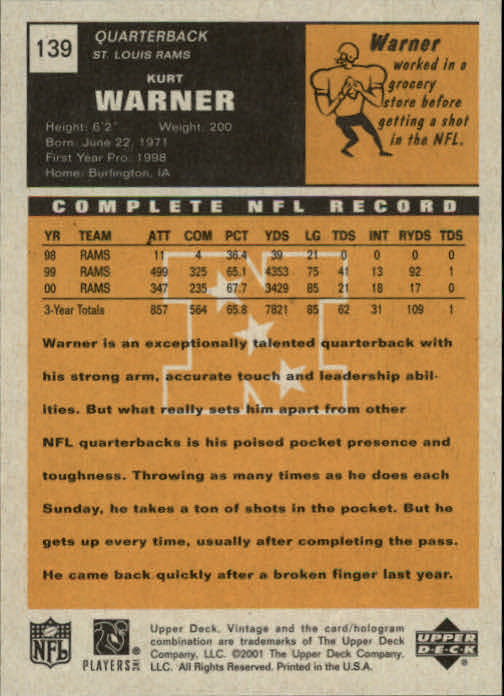 139
QUARTERBACK
ST. LOUIS RAMS
KURT
WARNER
Height: 6'2" Weight: 200
Born: June 22, 1971
First Year Pro: 1998
Home: Burlington, IA
Warner
worked in a
grocery
store before
getting a shot
in the NFL.
COMPLETE NFL RECORD
YR TEAM ATT COM PCT YDS LG TDS INT RYDS TDS
98 RAMS 11 4 36.4 39 21 0 0 0 0
99 RAMS 499 325 65.1 4353 75 41 13 92 1
00 RAMS 347 235 67.7 3429 85 21 18 17 0
3-Year Totals 857 564 65.8 7821 85 62 31 109 1
Warner is an exceptionally talented quarterback with
his strong arm, accurate touch and leadership abil-
ities. But what really sets him apart from other
NFL quarterbacks is his poised pocket presence and
toughness. Throwing as many times as he does each
Sunday, he takes a ton of shots in the pocket. But he
gets up every time, usually after completing the pass.
He came back quickly after a broken finger last year.
NFL
PLAYERS INC
Upper Deck, Vintage and the card/hologram
combination are trademarks of The Upper Deck
Company, LLC. ©2001 The Upper Deck Company,
LLC. All Rights Reserved. Printed in the U.S.A.
UPPER
DECK